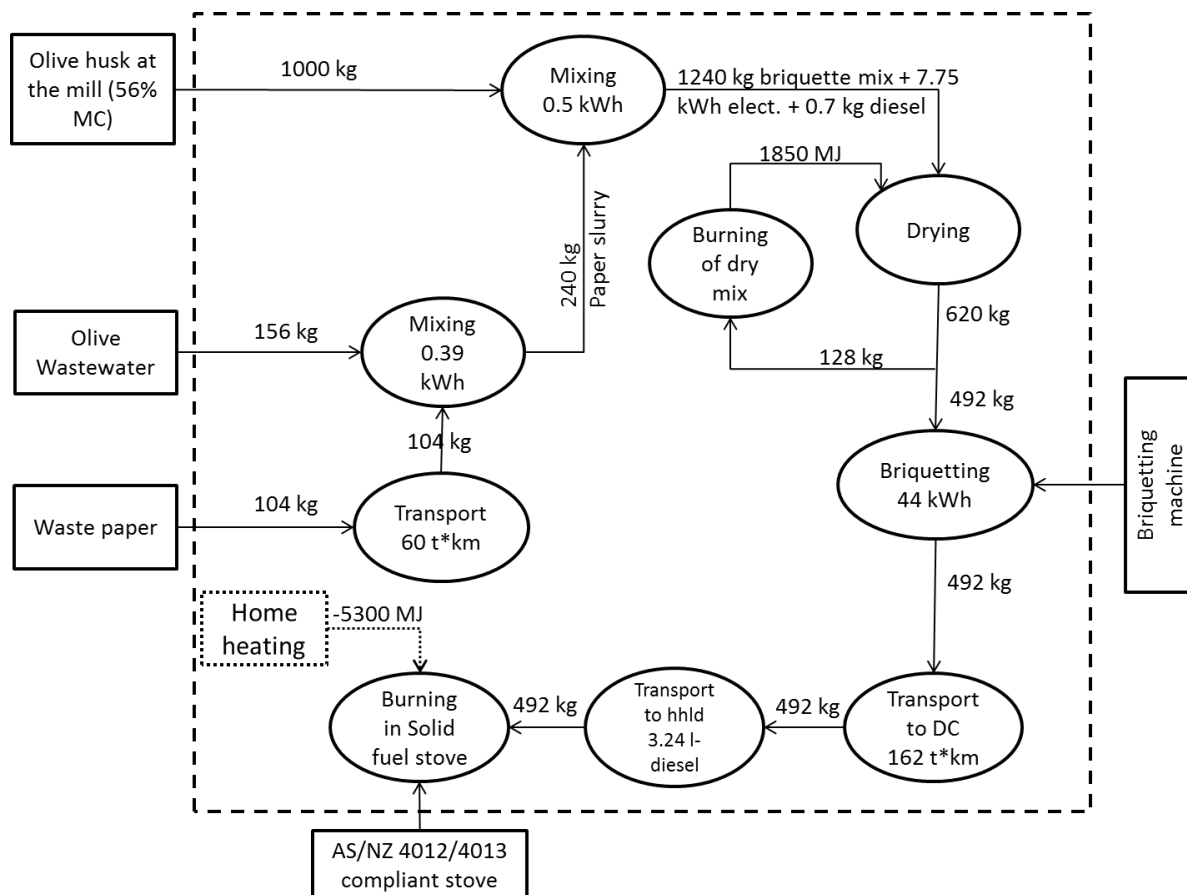 Olive husk at
the mill (56%
MC)
1000 kg
Mixing
0.5 kWh
1240 kg briquette mix + 7.75
kWh elect. + 0.7 kg diesel
1850 MJ
Burning
of dry
mix
Drying
240 kg
Paper slurry
620 kg
128 kg
492 kg
Olive
Wastewater
156 kg
Mixing
0.39
kWh
104 kg
Waste paper
104 kg
Transport
60 t*km
Briquetting
44 kWh
Briquetting
machine
492 kg
Home
heating
-5300 MJ
Burning
in Solid
fuel stove
492 kg
Transport
to hhld
3.24 l-
diesel
492 kg
Transport
to DC
162 t*km
AS/NZ 4012/4013
compliant stove